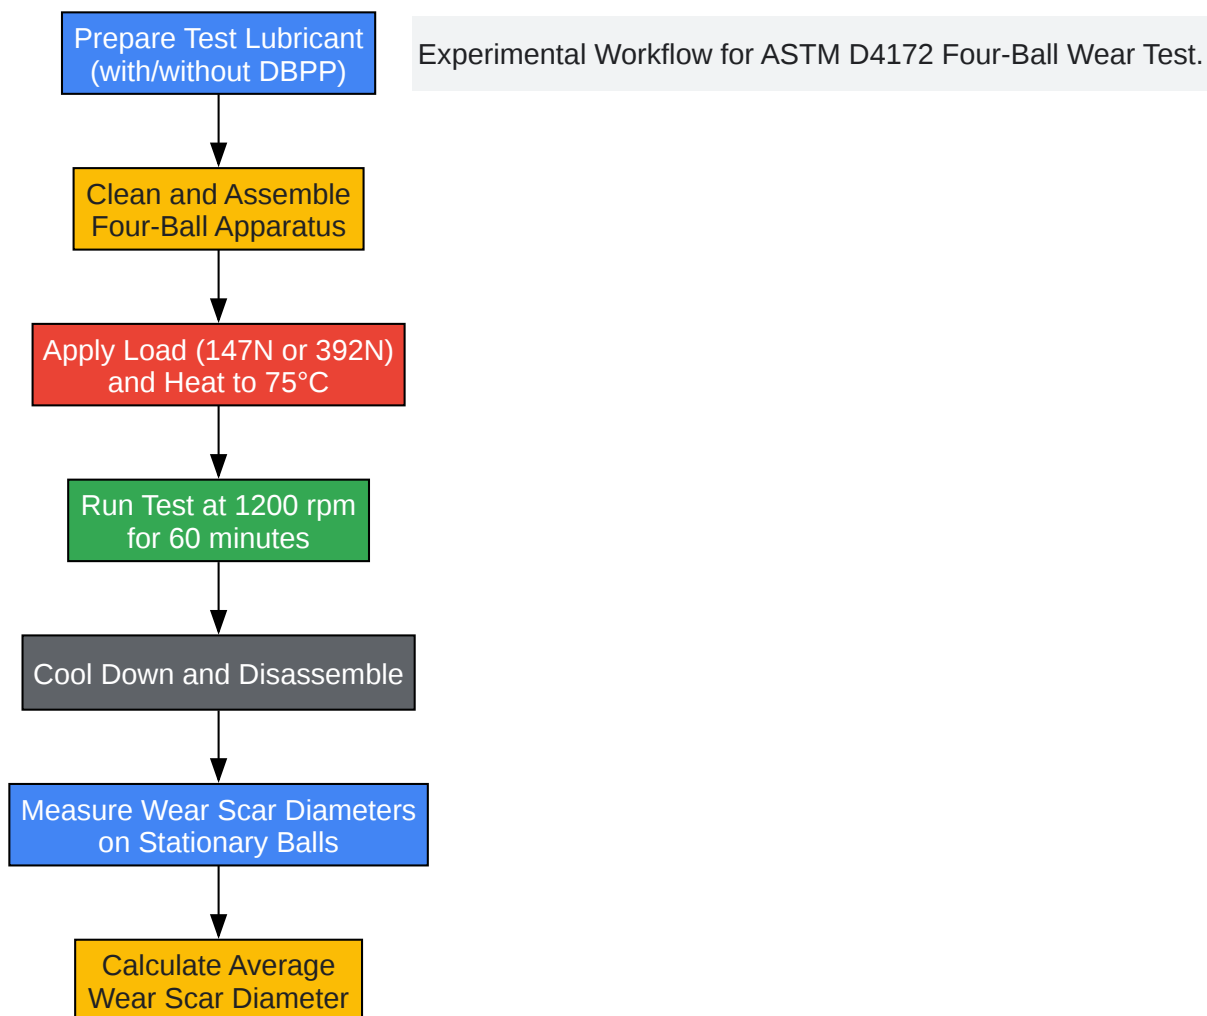 Prepare Test Lubricant
(with/without DBPP)
Experimental Workflow for ASTM D4172 Four-Ball Wear Test.
Clean and Assemble
Four-Ball Apparatus
Apply Load (147N or 392N)
and Heat to 75°C
Run Test at 1200 rpm
for 60 minutes
Cool Down and Disassemble
Measure Wear Scar Diameters
on Stationary Balls
Calculate Average
Wear Scar Diameter